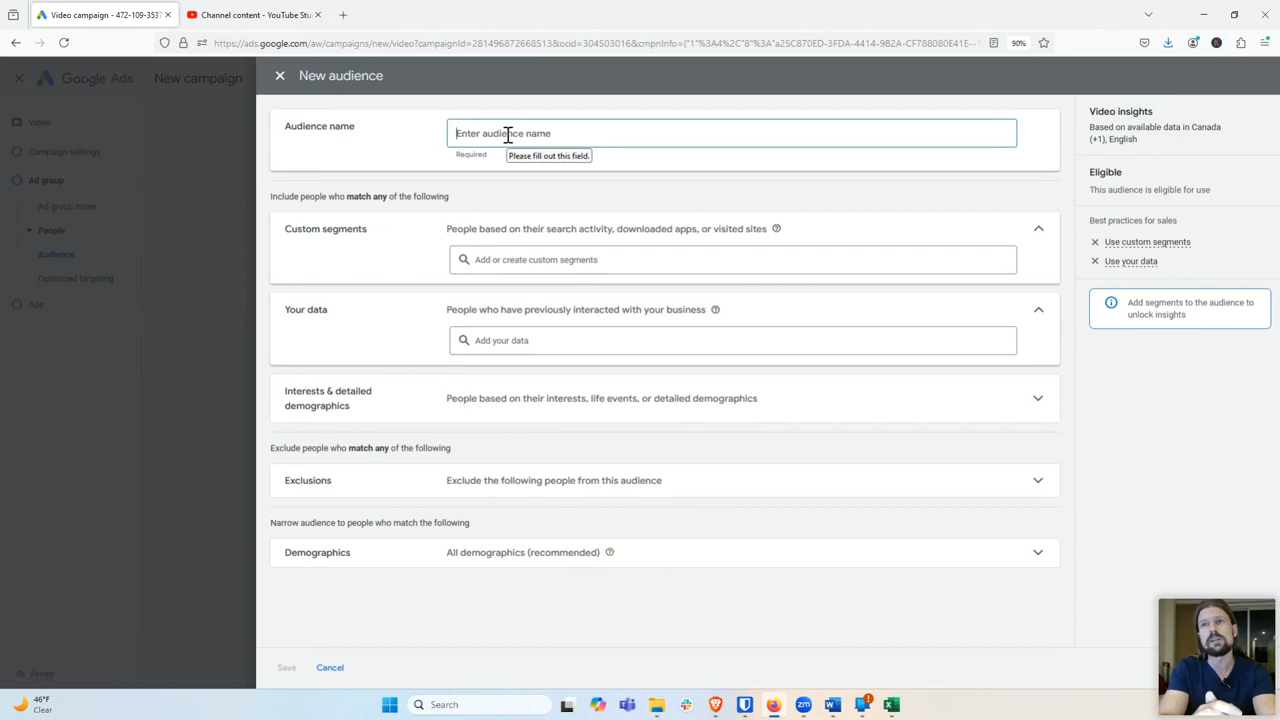 Video campaign - 472-109-3537
Channel content - YouTube Stu
https://ads.google.com/aw/campaigns/new/video?campaignId=281496602668513&ocid=304503016&cmpnInfo={"1"%3A4%2C"8"%3A"a25C870ED-3FDA-4414-9B2A-CF788080E41E--1
90%
Google Ads
New campaign
New audience
Video
Campaign settings
Ad group
Ad group name
People
Audience
Optimized targeting
Ads
Saved
Audience name
Enter audience name
Required
Please fill out this field.
Include people who match any of the following
Custom segments
People based on their search activity, downloaded apps, or visited sites
Add or create custom segments
Your data
People who have previously interacted with your business
Add your data
Interests & detailed
demographics
People based on their interests, life events, or detailed demographics
Exclude people who match any of the following
Exclusions
Exclude the following people from this audience
Narrow audience to people who match the following
Demographics
All demographics (recommended)
Save
Cancel
Video insights
Based on available data in Canada
(+1), English
Eligible
This audience is eligible for use
Best practices for sales
Use custom segments
Use your data
Add segments to the audience to
unlock insights
46°F
Clear
Search